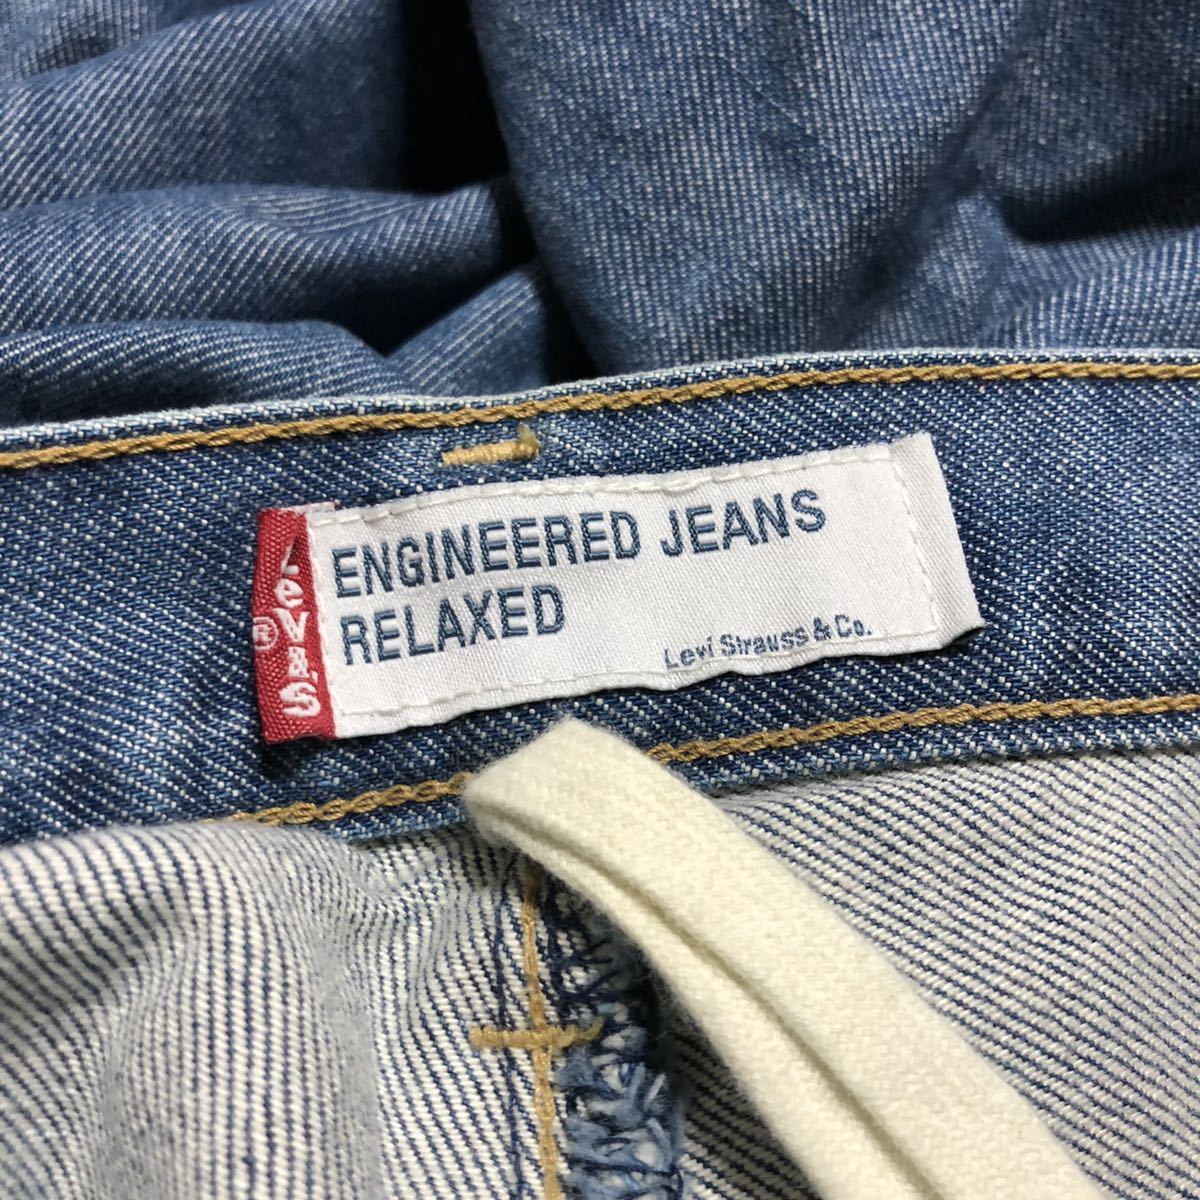 LEVI'S
®
ENGINEERED JEANS
RELAXED
Levi Strauss & Co.